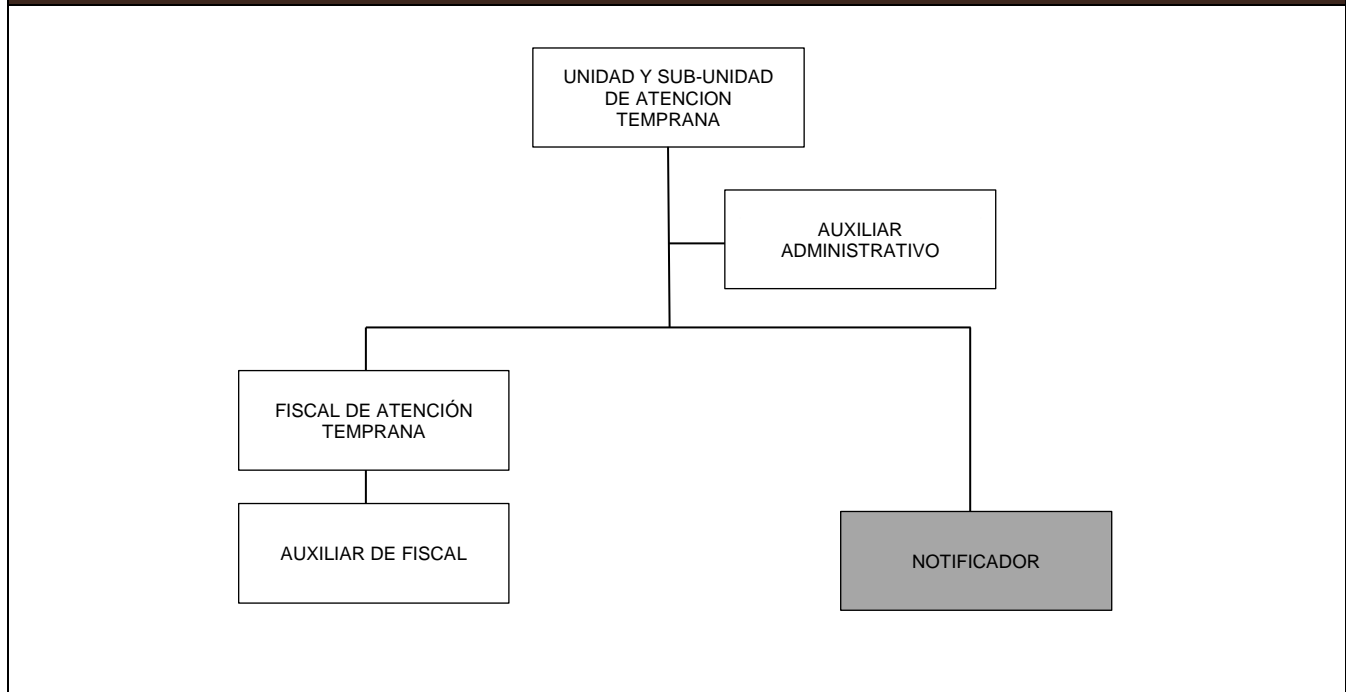 UNIDAD Y SUB-UNIDAD
DE ATENCION
TEMPRANA
AUXILIAR
ADMINISTRATIVO
FISCAL DE ATENCIÓN
TEMPRANA
AUXILIAR DE FISCAL
NOTIFICADOR